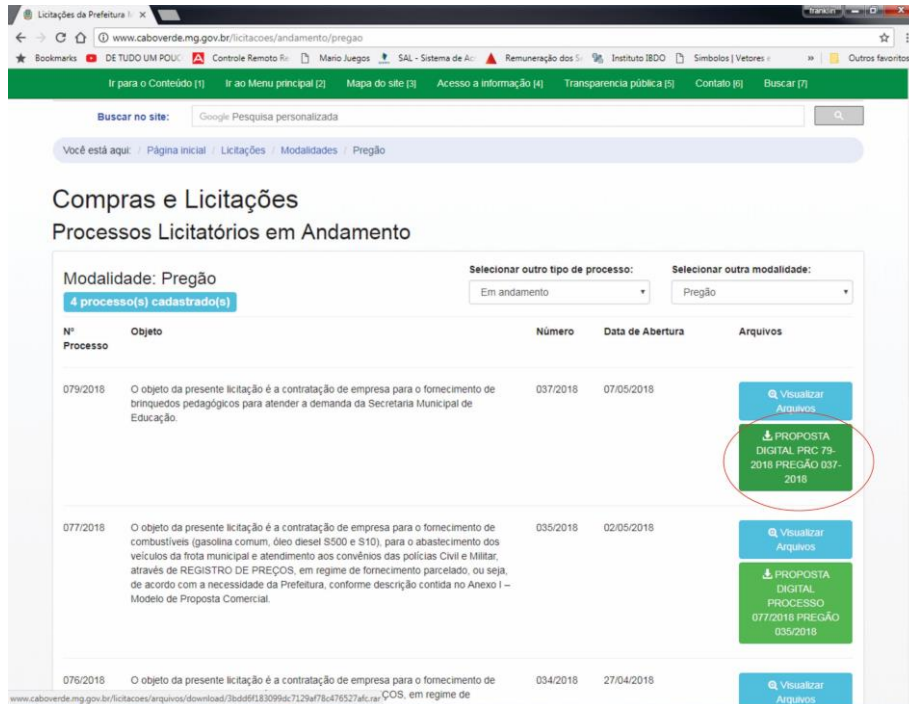 Licitações da Prefeitura
franklin
www.caboverde.mg.gov.br/licitacoes/andamento/pregao
Bookmarks DE TUDO UM POUC Controle Remoto Re Mario Juegos SAL - Sistema de Ac Remuneração dos S Instituto IBDO Simbolos | Vetores e » Outros favoritos
Ir para o Conteúdo [1] Ir ao Menu principal [2] Mapa do site [3] Acesso a informação [4] Transparencia pública [5] Contato [6] Buscar [7]
Buscar no site: Google Pesquisa personalizada
Você está aqui: / Página inicial / Licitações / Modalidades / Pregão
Compras e Licitações
Processos Licitatórios em Andamento
Modalidade: Pregão
4 processo(s) cadastrado(s)
Selecionar outro tipo de processo: Selecionar outra modalidade:
Em andamento Pregão
Nº Objeto Número Data de Abertura Arquivos
Processo
079/2018 O objeto da presente licitação é a contratação de empresa para o fornecimento de 037/2018 07/05/2018
brinquedos pedagógicos para atender a demanda da Secretaria Municipal de
Educação.
Visualizar
Arquivos
PROPOSTA
DIGITAL PRC 79-
2018 PREGÃO 037-
2018
077/2018 O objeto da presente licitação é a contratação de empresa para o fornecimento de 035/2018 02/05/2018
combustíveis (gasolina comum, óleo diesel S500 e S10), para o abastecimento dos
veículos da frota municipal e atendimento aos convênios das polícias Civil e Militar,
através de REGISTRO DE PREÇOS, em regime de fornecimento parcelado, ou seja,
de acordo com a necessidade da Prefeitura, conforme descrição contida no Anexo I –
Modelo de Proposta Comercial.
Visualizar
Arquivos
PROPOSTA
DIGITAL
PROCESSO
077/2018 PREGÃO
035/2018
076/2018 O objeto da presente licitação é a contratação de empresa para o fornecimento de 034/2018 27/04/2018
ÇOS, em regime de
Visualizar
Arquivos